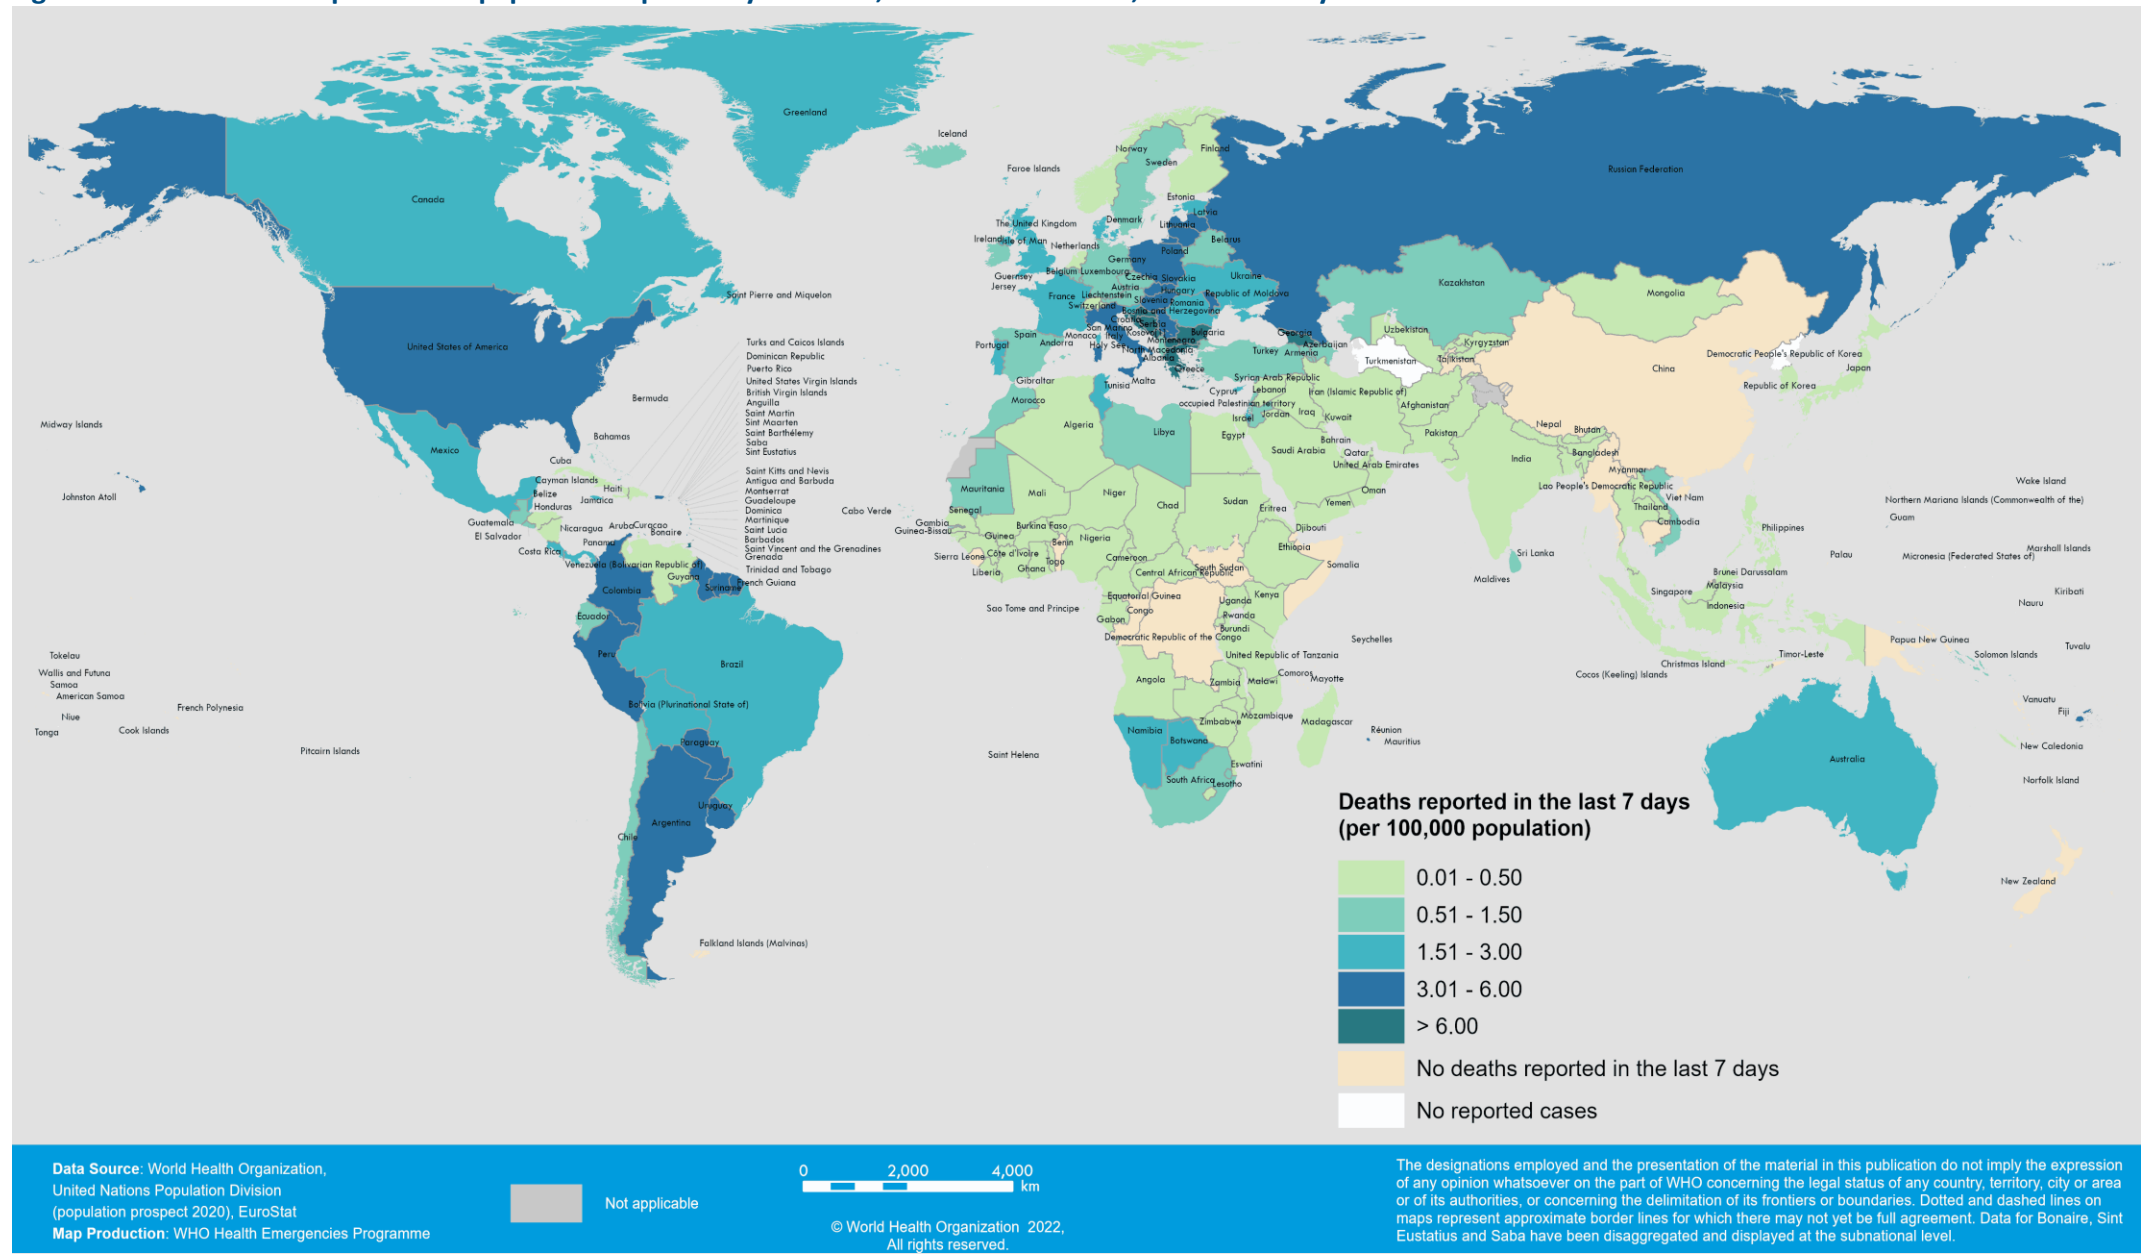 Greenland
Iceland
Canada
Faroe Islands
Norway
Sweden
Finland
Russian Federation
Estonia
Latvia
Lithuania
Denmark
The United Kingdom
Ireland
Isle of Man
Netherlands
Belarus
Poland
Germany
Guernsey
Jersey
Belgium
Luxembourg
Czechia
Slovakia
Ukraine
Kazakhstan
Mongolia
Austria
Hungary
France
Liechtenstein
Switzerland
Slovenia
Romania
Republic of Moldova
Saint Pierre and Miquelon
Bosnia and Herzegovina
Croatia
Serbia
San Marino
Monaco
Italy
Kosovo
Bulgaria
Montenegro
Holy See
North Macedonia
Albania
Greece
Spain
Andorra
Portugal
Georgia
Azerbaijan
Turkey
Armenia
Uzbekistan
Kyrgyzstan
Turkmenistan
Tajikistan
China
Democratic People's Republic of Korea
Japan
Republic of Korea
United States of America
Turks and Caicos Islands
Dominican Republic
Puerto Rico
United States Virgin Islands
British Virgin Islands
Anguilla
Saint Martin
Sint Maarten
Saint Barthélemy
Saba
Sint Eustatius
Saint Kitts and Nevis
Antigua and Barbuda
Montserrat
Guadeloupe
Dominica
Martinique
Saint Lucia
Barbados
Saint Vincent and the Grenadines
Grenada
Trinidad and Tobago
French Guiana
Bermuda
Bahamas
Midway Islands
Johnston Atoll
Mexico
Cuba
Cayman Islands
Haiti
Belize
Jamaica
Honduras
Guatemala
El Salvador
Nicaragua
Aruba
Curaçao
Bonaire
Costa Rica
Panama
Venezuela (Bolivarian Republic of)
Guyana
Suriname
Colombia
Ecuador
Peru
Brazil
Bolivia (Plurinational State of)
Paraguay
Uruguay
Argentina
Chile
Falkland Islands (Malvinas)
Tokelau
Wallis and Futuna
Samoa
American Samoa
Niue
Tonga
Cook Islands
French Polynesia
Pitcairn Islands
Gibraltar
Tunisia
Malta
Cyprus
Syrian Arab Republic
Lebanon
occupied Palestinian territory
Israel
Jordan
Iraq
Iran (Islamic Republic of)
Kuwait
Afghanistan
Pakistan
Nepal
Bhutan
Bangladesh
India
Myanmar
Morocco
Algeria
Libya
Egypt
Saudi Arabia
Bahrain
Qatar
United Arab Emirates
Oman
Yemen
Lao People's Democratic Republic
Viet Nam
Thailand
Cambodia
Philippines
Wake Island
Northern Mariana Islands (Commonwealth of the)
Guam
Palau
Micronesia (Federated States of)
Marshall Islands
Mauritania
Mali
Niger
Chad
Sudan
Eritrea
Cabo Verde
Senegal
Gambia
Guinea-Bissau
Guinea
Burkina Faso
Benin
Nigeria
Djibouti
Ethiopia
Somalia
Sierra Leone
Côte d'Ivoire
Liberia
Ghana
Togo
Cameroon
Central African Republic
South Sudan
Sri Lanka
Maldives
Brunei Darussalam
Malaysia
Singapore
Indonesia
Kiribati
Nauru
Sao Tome and Principe
Equatorial Guinea
Congo
Gabon
Uganda
Kenya
Rwanda
Burundi
Democratic Republic of the Congo
Seychelles
United Republic of Tanzania
Papua New Guinea
Solomon Islands
Tuvalu
Timor-Leste
Christmas Island
Cocos (Keeling) Islands
Angola
Zambia
Malawi
Comoros
Mayotte
Zimbabwe
Mozambique
Madagascar
Réunion
Mauritius
Namibia
Botswana
Saint Helena
South Africa
Eswatini
Lesotho
Vanuatu
Fiji
New Caledonia
Norfolk Island
Australia
New Zealand
Deaths reported in the last 7 days
(per 100,000 population)
0.01 - 0.50
0.51 - 1.50
1.51 - 3.00
3.01 - 6.00
> 6.00
No deaths reported in the last 7 days
No reported cases
Data Source: World Health Organization,
United Nations Population Division
(population prospect 2020), EuroStat
Map Production: WHO Health Emergencies Programme
Not applicable
0 2,000 4,000
km
© World Health Organization 2022,
All rights reserved.
The designations employed and the presentation of the material in this publication do not imply the expression
of any opinion whatsoever on the part of WHO concerning the legal status of any country, territory, city or area
or of its authorities, or concerning the delimitation of its frontiers or boundaries. Dotted and dashed lines on
maps represent approximate border lines for which there may not yet be full agreement. Data for Bonaire, Sint
Eustatius and Saba have been disaggregated and displayed at the subnational level.